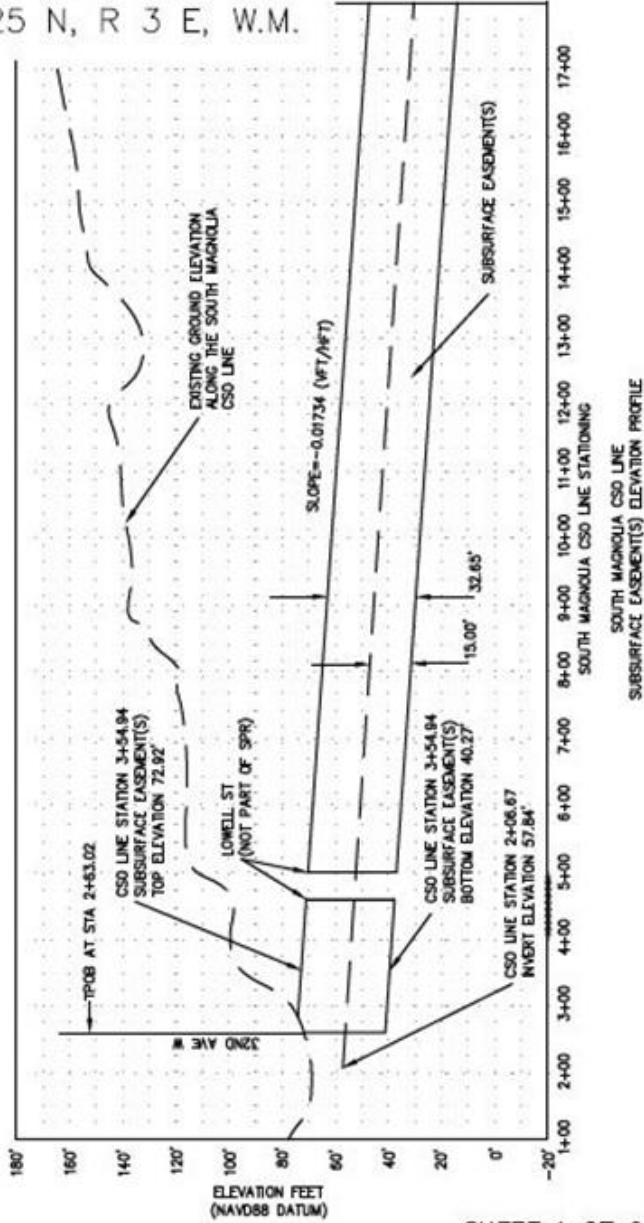 25 N, R 3 E, W.M.
180'
160'
140'
120'
100'
80'
60'
40'
20'
0'
-20'
ELEVATION FEET
(NAVD88 DATUM)
1+00
2+00
3+00
4+00
5+00
6+00
7+00
8+00
9+00
10+00
11+00
12+00
13+00
14+00
15+00
16+00
17+00
TPOB AT STA 2+63.02
32ND AVE W
CSO LINE STATION 3+54.94
SUBSURFACE EASEMENT(S)
TOP ELEVATION 72.92'
LOWELL ST
(NOT PART OF SPR)
EXISTING GROUND ELEVATION
ALONG THE SOUTH MAGNOLIA
CSO LINE
SLOPE=-0.01734 (VFT/HFT)
SUBSURFACE EASEMENT(S)
32.65'
15.00'
CSO LINE STATION 3+54.94
SUBSURFACE EASEMENT(S)
BOTTOM ELEVATION 40.27'
CSO LINE STATION 2+06.67
INVERT ELEVATION 57.84'
SOUTH MAGNOLIA CSO LINE STATIONING
SOUTH MAGNOLIA CSO LINE
SUBSURFACE EASEMENT(S) ELEVATION PROFILE